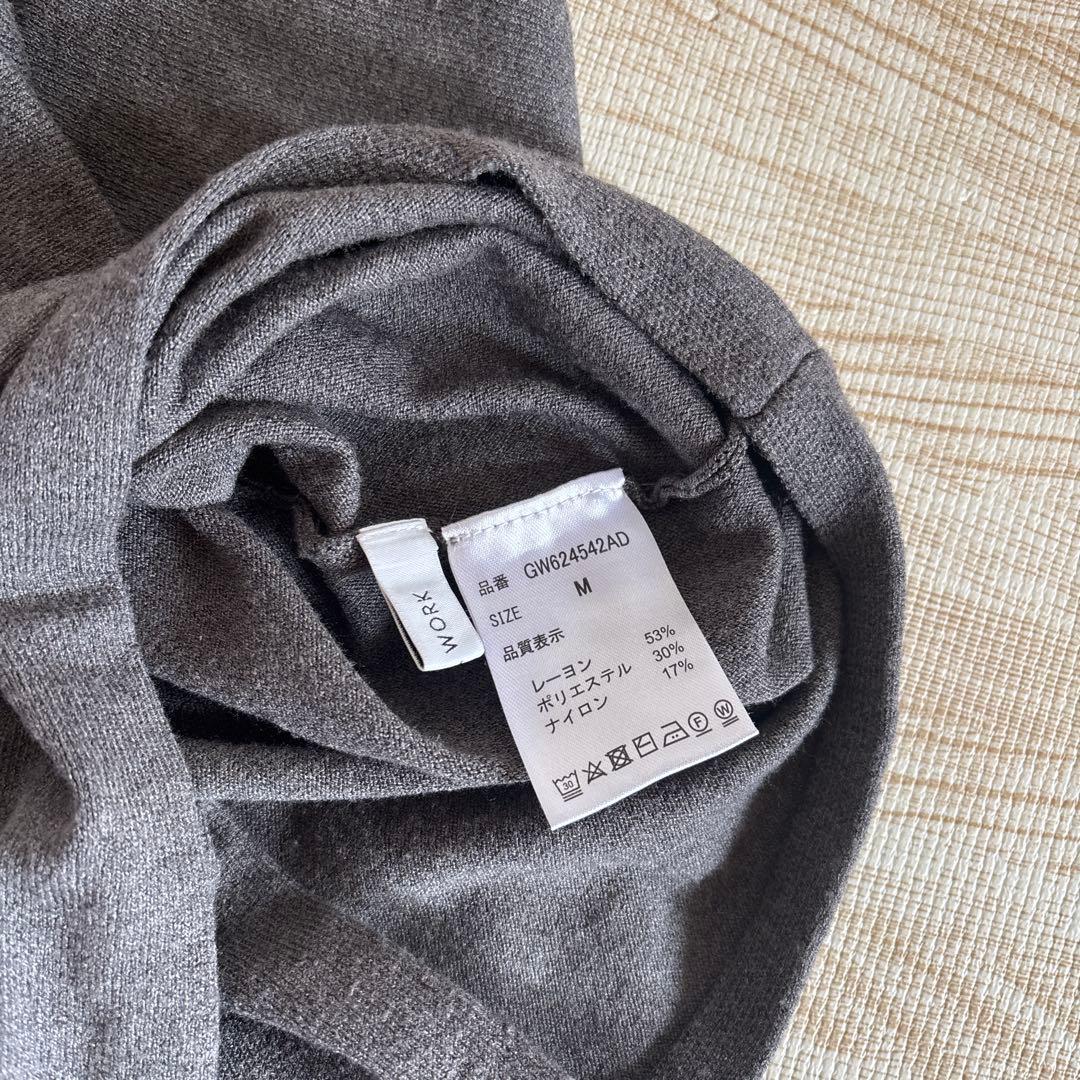 WORK
品番 GW624542AD
SIZE M
品質表示
レーヨン 53%
ポリエステル 30%
ナイロン 17%
30 F W